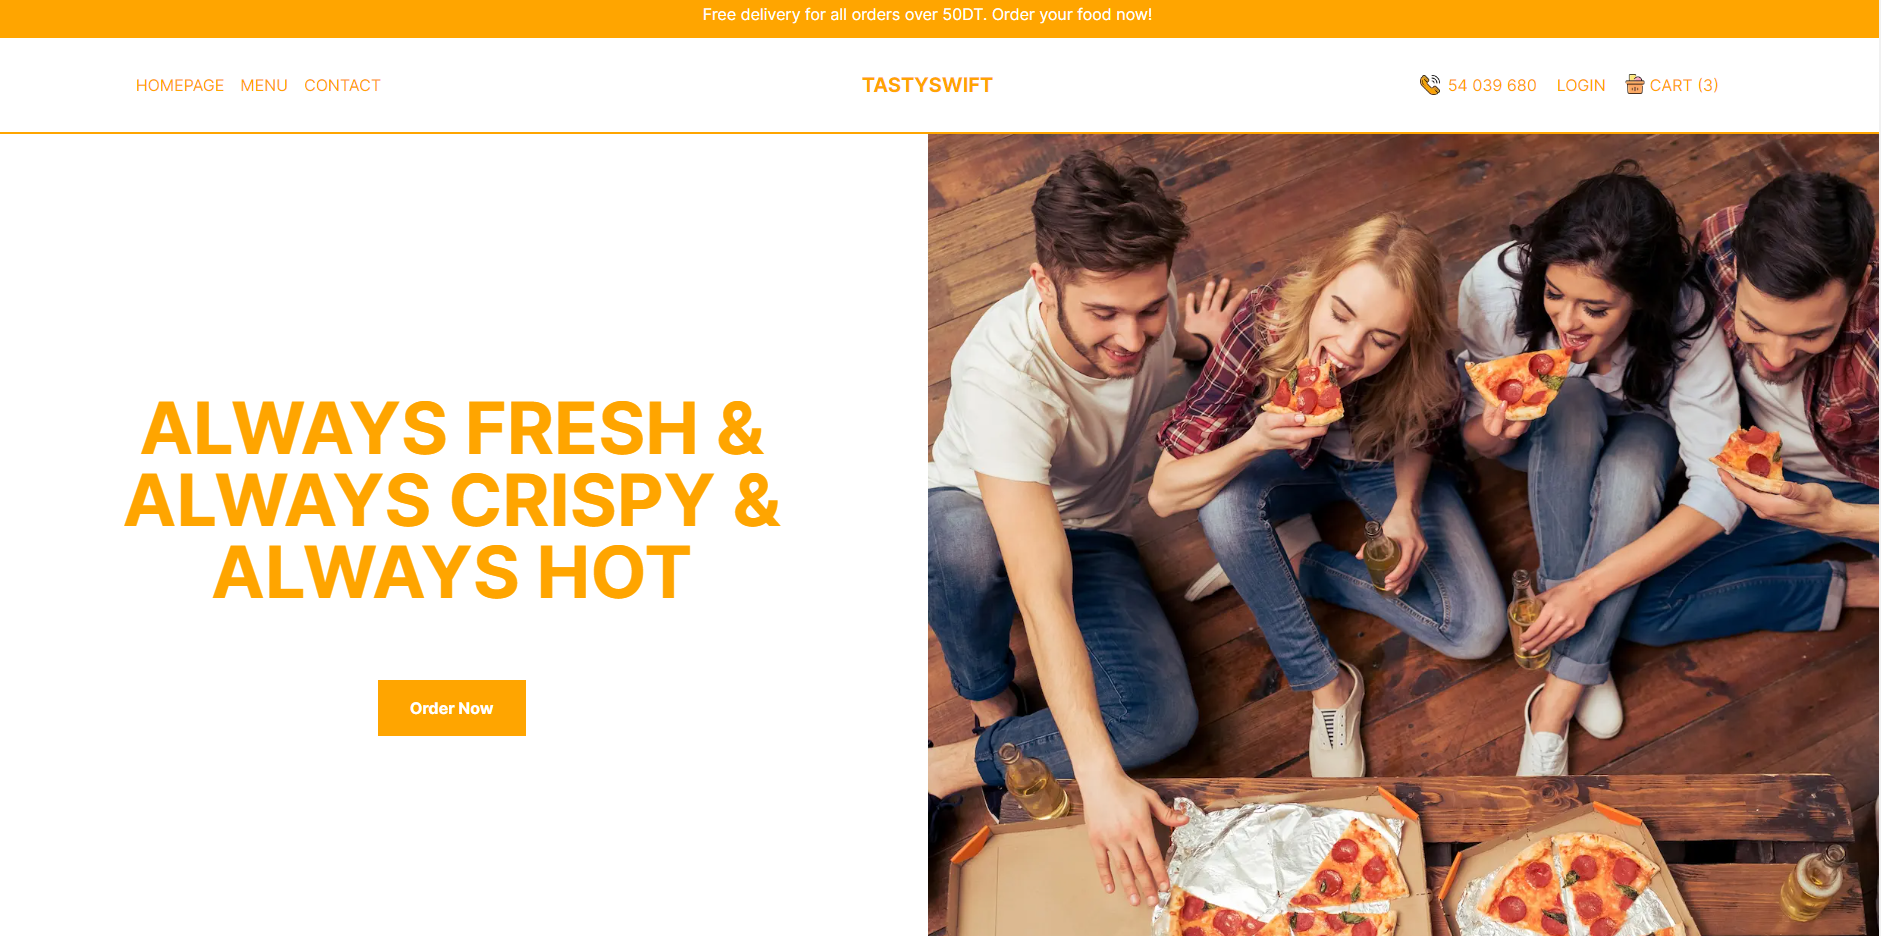 Free delivery for all orders over 50DT. Order your food now!
HOMEPAGE MENU CONTACT
TASTYSWIFT
54 039 680 LOGIN CART (3)
ALWAYS FRESH &
ALWAYS CRISPY &
ALWAYS HOT
Order Now